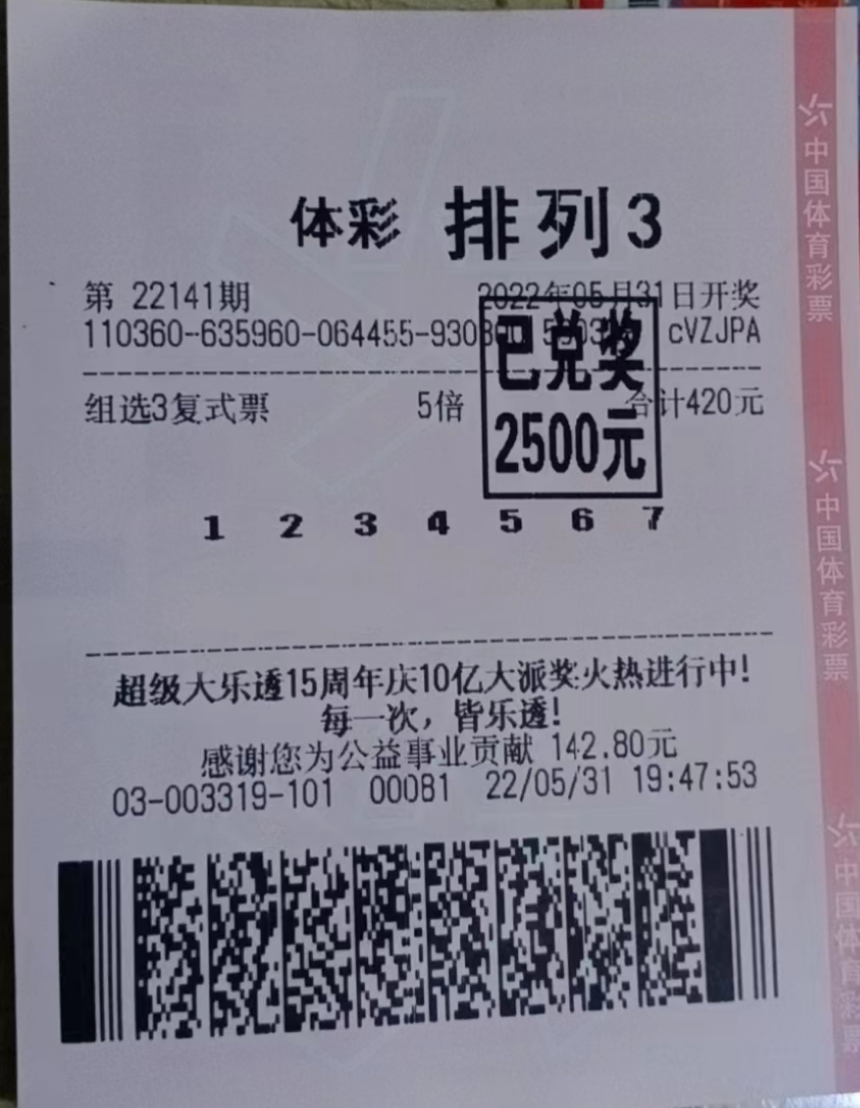 体彩 排列3
第 22141期 2022年05月31日开奖
110360-635960-064455-930 cVZJPA
已兑奖
2500元
组选3复式票 5倍 合计420元
1 2 3 4 5 6 7
超级大乐透15周年庆10亿大派奖火热进行中!
每一次，皆乐透!
感谢您为公益事业贡献 142.80元
03-003319-101 00081 22/05/31 19:47:53
中国体育彩票
中国体育彩票
中国体育彩票